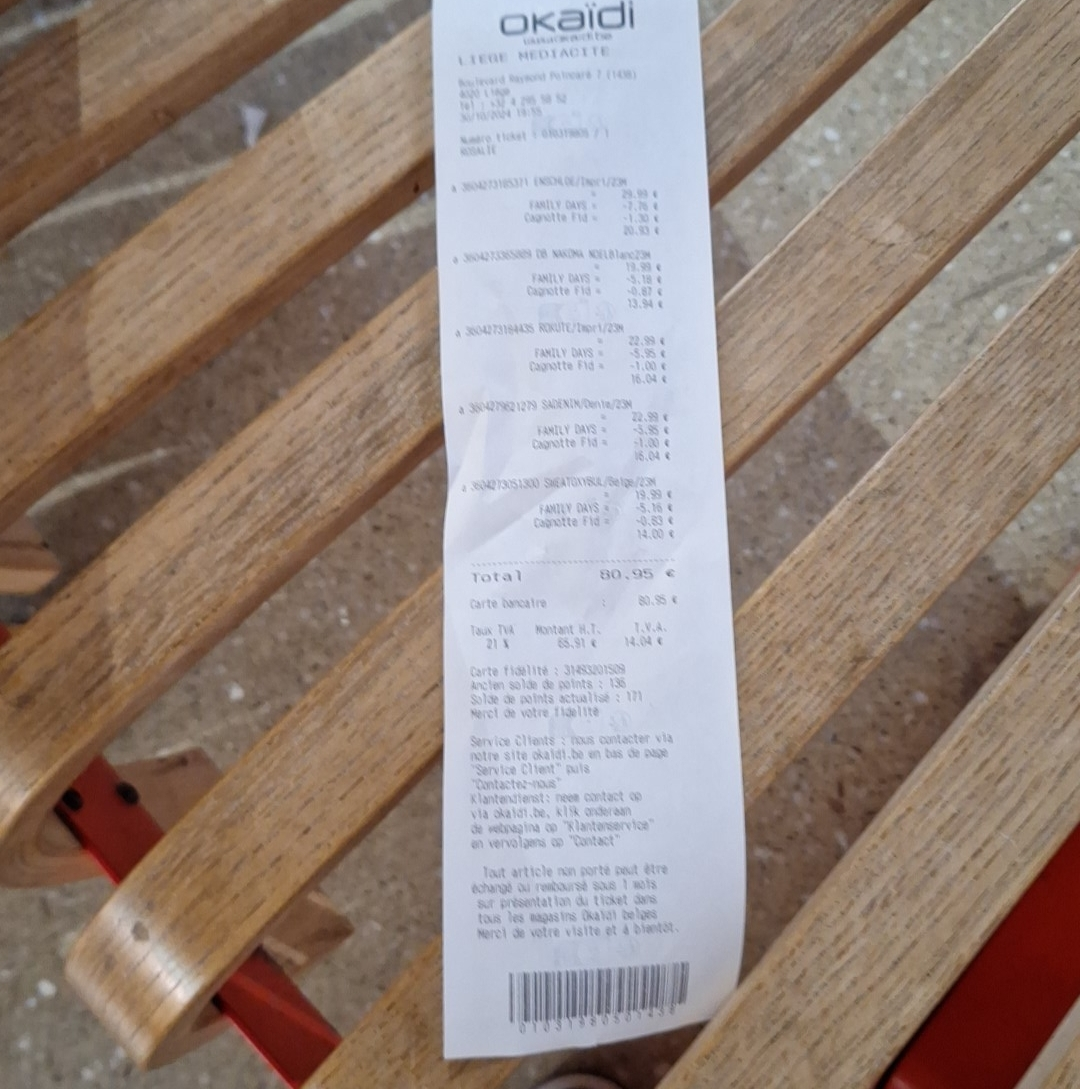 okaïdi
LIEGE MEDIACITE
Boulevard Raymond Poincaré 7 (1438)
4020 Liège
Tel : +32 4 295 58 52
30/10/2024
Numéro ticket : / 1
ROSALIE
a 3604273185371 ENSCHLOE/Impri/23M
= 29.99 €
FAMILY DAYS = -7.76 €
Cagnotte Fid = -1.30 €
20.93 €
a DB NAKOMA NOELBlanc23M
= 19.99 €
FAMILY DAYS = -5.18 €
Cagnotte Fid = -0.87 €
13.94 €
a 3604273184435 ROKUTE/Impri/23M
= 22.99 €
FAMILY DAYS = -5.95 €
Cagnotte Fid = -1.00 €
16.04 €
a 3604279621279 SADENIM/Dente/23M
= 22.99 €
FAMILY DAYS = -5.95 €
Cagnotte Fid = -1.00 €
16.04 €
a 3604273051300 SWEATOXYBUL/Beige/23M
= 19.99 €
FAMILY DAYS = -5.16 €
Cagnotte Fid = -0.83 €
14.00 €
Total 80.95 €
Carte bancaire : 80.95 €
Taux TVA Montant H.T. T.V.A.
21 % 66.91 € 14.04 €
Carte fidélité : 31493201509
Ancien solde de points : 136
Solde de points actualisé : 171
Merci de votre fidelité
Service Clients : nous contacter via
notre site okaidi.be en bas de page
"Service Client" puis
"Contactez-nous"
Klantendienst: neem contact op
via okaidi.be, klik onderaan
de webpagina op "Klantenservice"
en vervolgens op "Contact"
Tout article non porté peut être
échangé ou remboursé sous 1 mois
sur présentation du ticket dans
tous les magasins Okaïdi belges
Merci de votre visite et à bientôt.